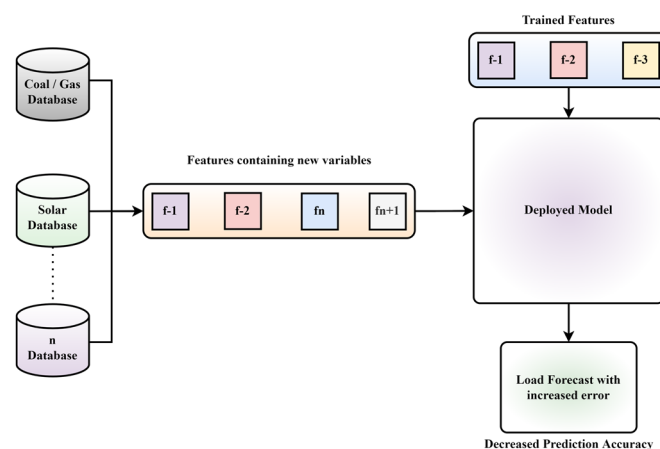 Trained Features
f-1
f-2
f-3
Coal / Gas
Database
Features containing new variables
Solar
Database
f-1
f-2
fn
fn+1
Deployed Model
n
Database
Load Forecast with
increased error
Decreased Prediction Accuracy